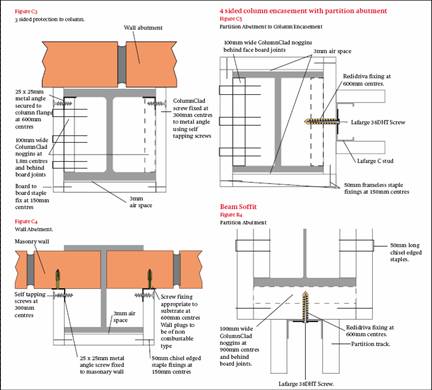 Figure C3
3 sided protection to column.
Wall abutment
25 x 25mm
metal angle
secured to
column flange
at 600mm
centres
100mm wide
ColumnClad
noggins at
1.8m centres
and behind
board joints
Board to
board staple
fix at 150mm
centres
ColumnClad
screw fixed at
300mm centres
to metal angle
using self
tapping screws
3mm
air space
4 sided column encasement with partition abutment
Figure C5
Partition Abutment to Column Encasement
100mm wide ColumnClad noggins
behind face board joints
3mm air space
Redidriva fixing at
600mm centres.
Lafarge 36DHT Screw
Lafarge C stud
50mm frameless staple
fixings at 150mm centres
Figure C4
Wall Abutment.
Masonry wall
Self tapping
screws at
300mm
centres
3mm air
space
Screw fixing
appropriate to
substrate at
600mm centres
Wall plugs to
be of non
combustable
type
25 x 25mm metal
angle screw fixed
to masonry wall
50mm chisel edged
staple fixings at
150mm centres
Beam Soffit
Figure B4
Partition Abutment
50mm long
chisel edged
staples.
100mm wide
ColumnClad
noggins at
900mm centres
and behind
board joints.
Redidriva fixing at
600mm centres.
Partition track.
Lafarge 36DHT Screw.